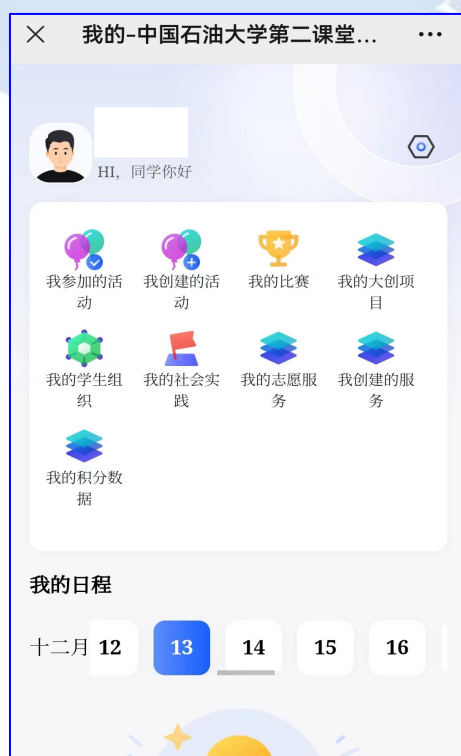 我的-中国石油大学第二课堂...
HI，同学你好
我参加的活动
我创建的活动
我的比赛
我的大创项目
我的学生组织
我的社会实践
我的志愿服务
我创建的服务
我的积分数据
我的日程
十二月 12 13 14 15 16